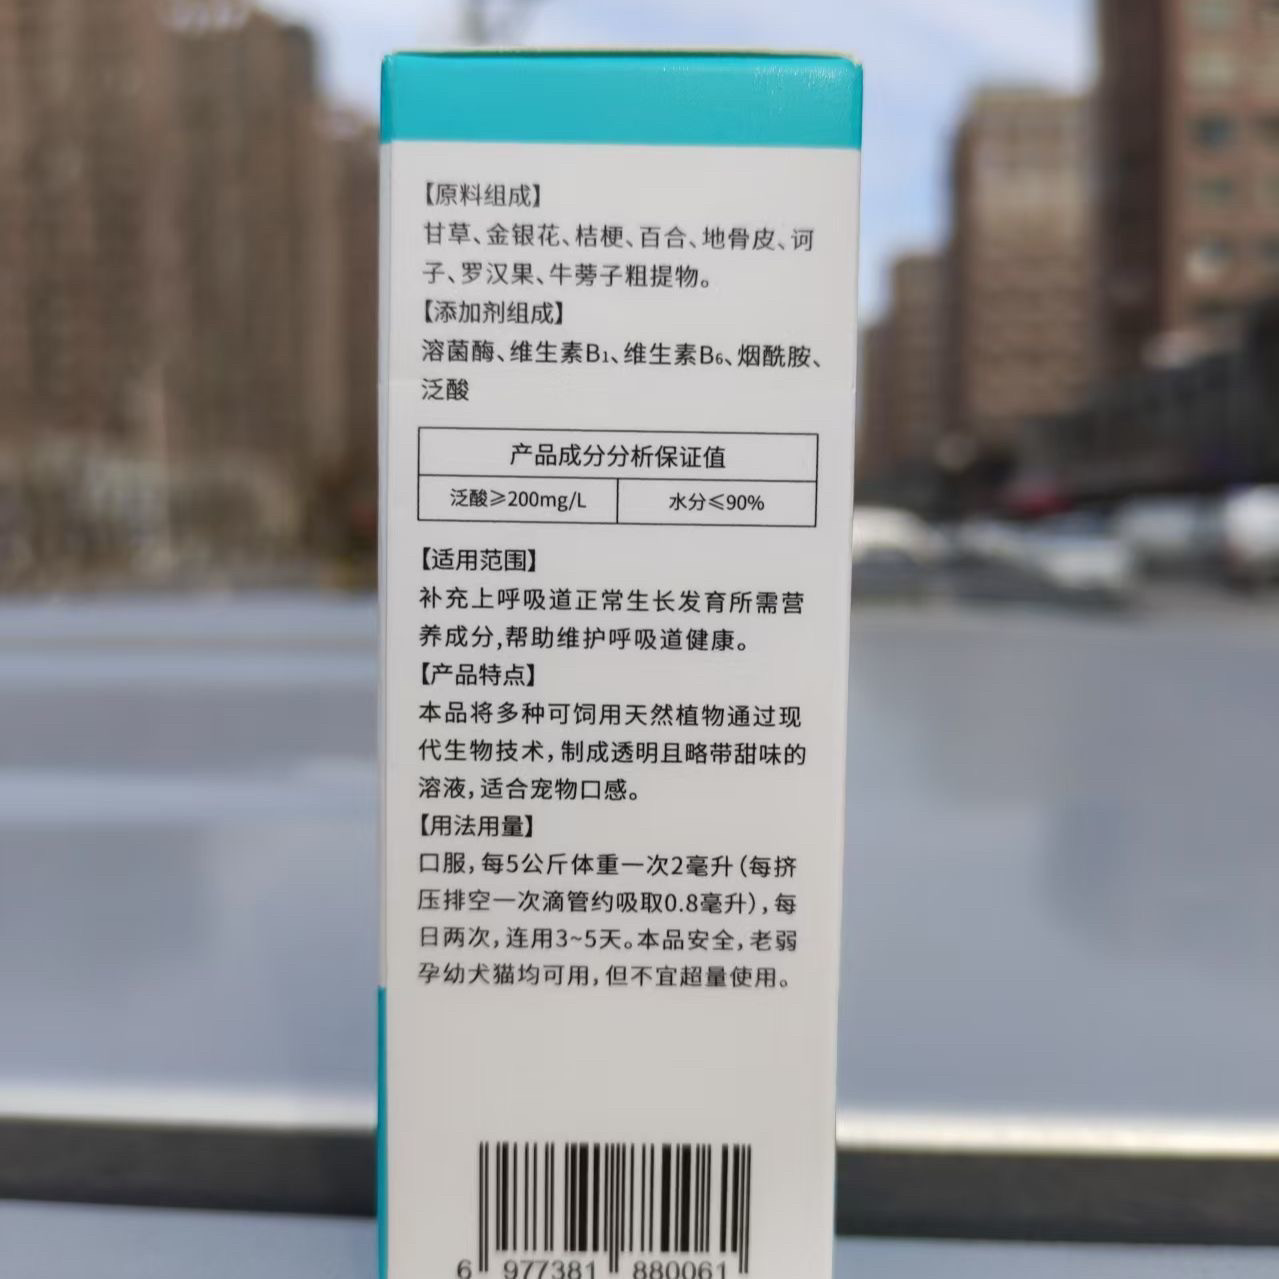 【原料组成】
甘草、金银花、桔梗、百合、地骨皮、诃
子、罗汉果、牛蒡子粗提物。
【添加剂组成】
溶菌酶、维生素B₁、维生素B₆、烟酰胺、
泛酸
产品成分分析保证值
泛酸≥200mg/L 水分≤90%
【适用范围】
补充上呼吸道正常生长发育所需营
养成分,帮助维护呼吸道健康。
【产品特点】
本品将多种可饲用天然植物通过现
代生物技术,制成透明且略带甜味的
溶液,适合宠物口感。
【用法用量】
口服,每5公斤体重一次2毫升(每挤
压排空一次滴管约吸取0.8毫升),每
日两次,连用3~5天。本品安全,老弱
孕幼犬猫均可用,但不宜超量使用。
6 977381 880061